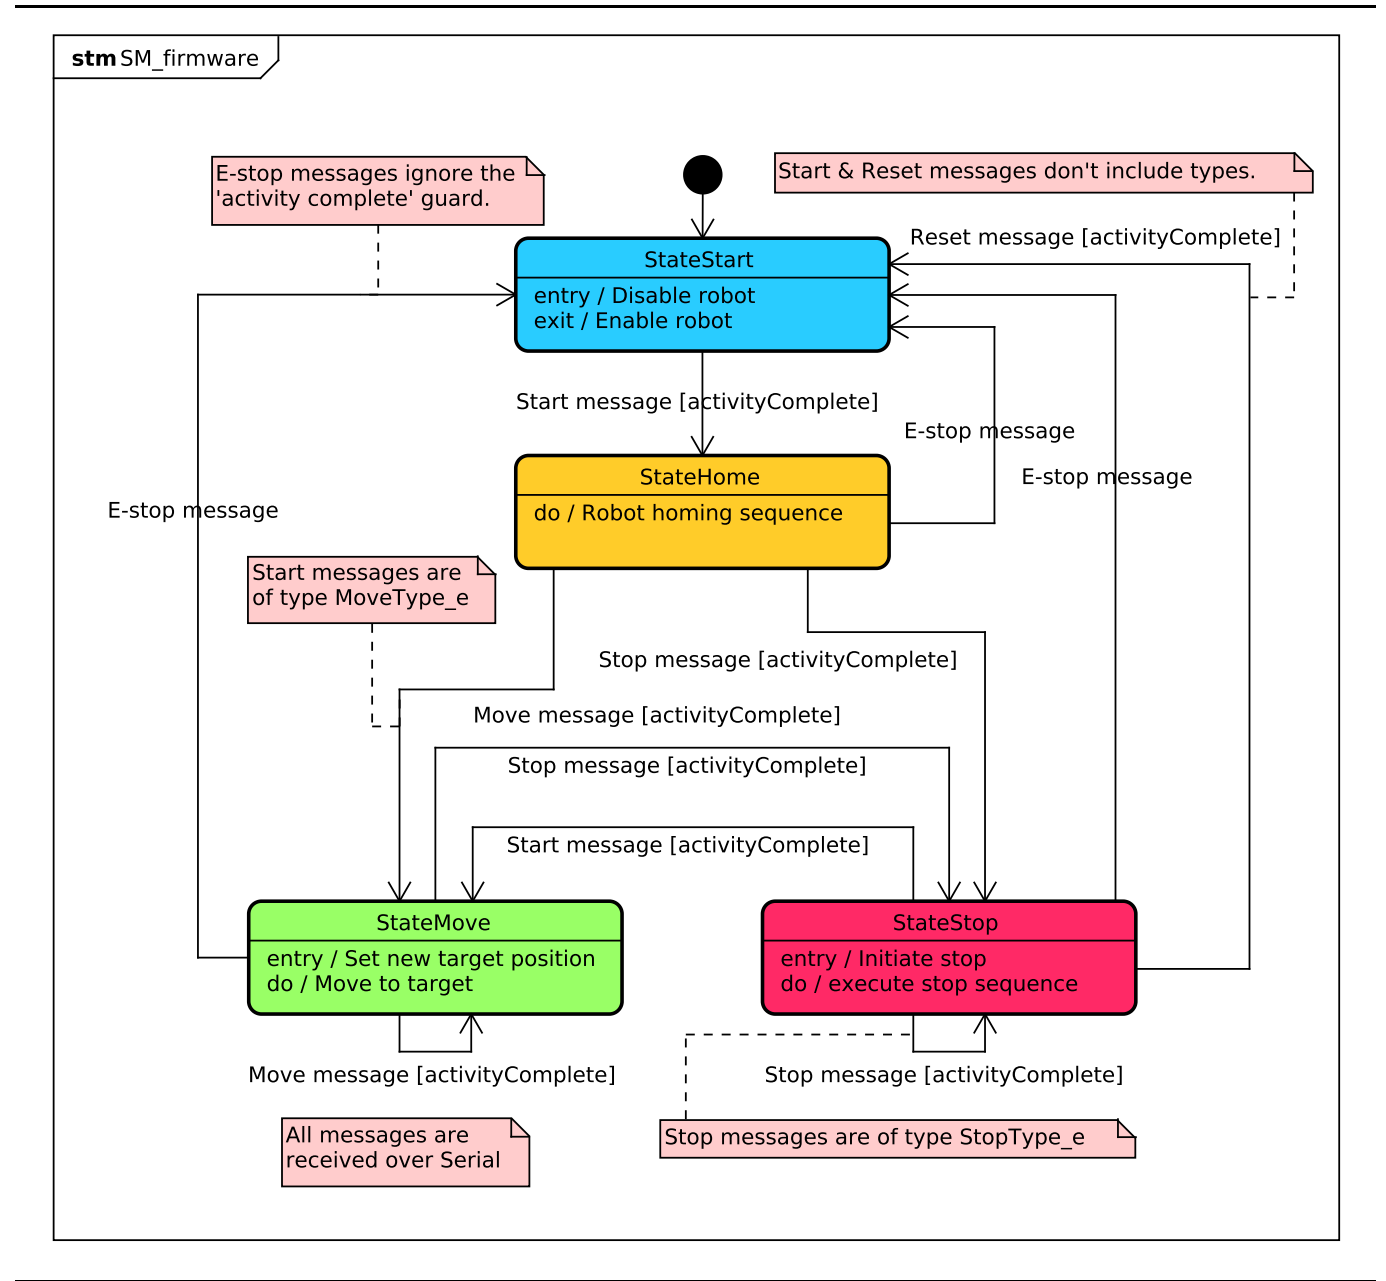 stm SM_firmware
E-stop messages ignore the
'activity complete' guard.
Start & Reset messages don't include types.
Reset message [activityComplete]
StateStart
entry / Disable robot
exit / Enable robot
Start message [activityComplete]
E-stop message
StateHome
E-stop message
do / Robot homing sequence
E-stop message
Start messages are
of type MoveType_e
Stop message [activityComplete]
Move message [activityComplete]
Stop message [activityComplete]
Start message [activityComplete]
StateMove
entry / Set new target position
do / Move to target
StateStop
entry / Initiate stop
do / execute stop sequence
Move message [activityComplete]
Stop message [activityComplete]
All messages are
received over Serial
Stop messages are of type StopType_e